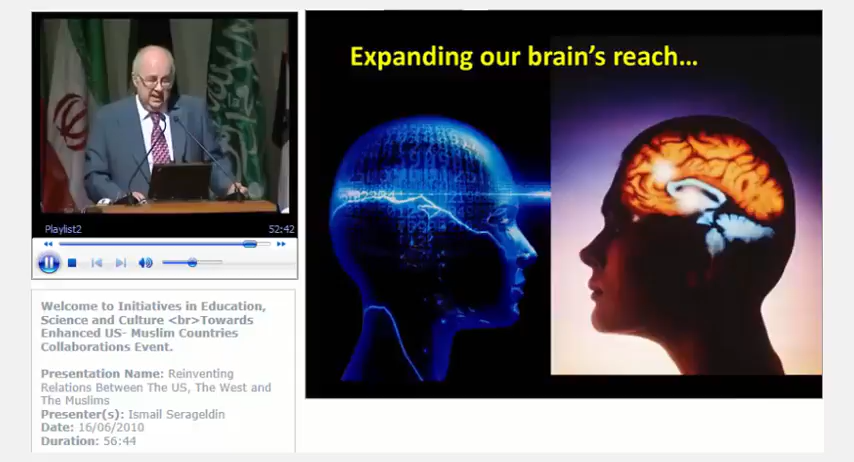 Expanding our brain's reach...
Playlist2
52:42
Welcome to Initiatives in Education,
Science and Culture <br>Towards
Enhanced US- Muslim Countries
Collaborations Event.
Presentation Name: Reinventing
Relations Between The US, The West and
The Muslims
Presenter(s): Ismail Serageldin
Date: 16/06/2010
Duration: 56:44